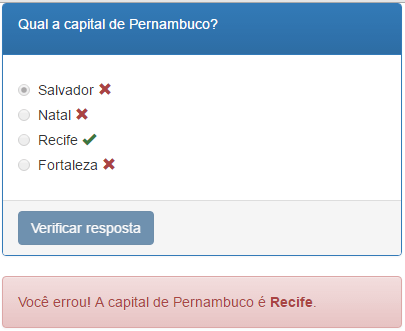 Qual a capital de Pernambuco?
Salvador
Natal
Recife
Fortaleza
Verificar resposta
Você errou! A capital de Pernambuco é Recife.